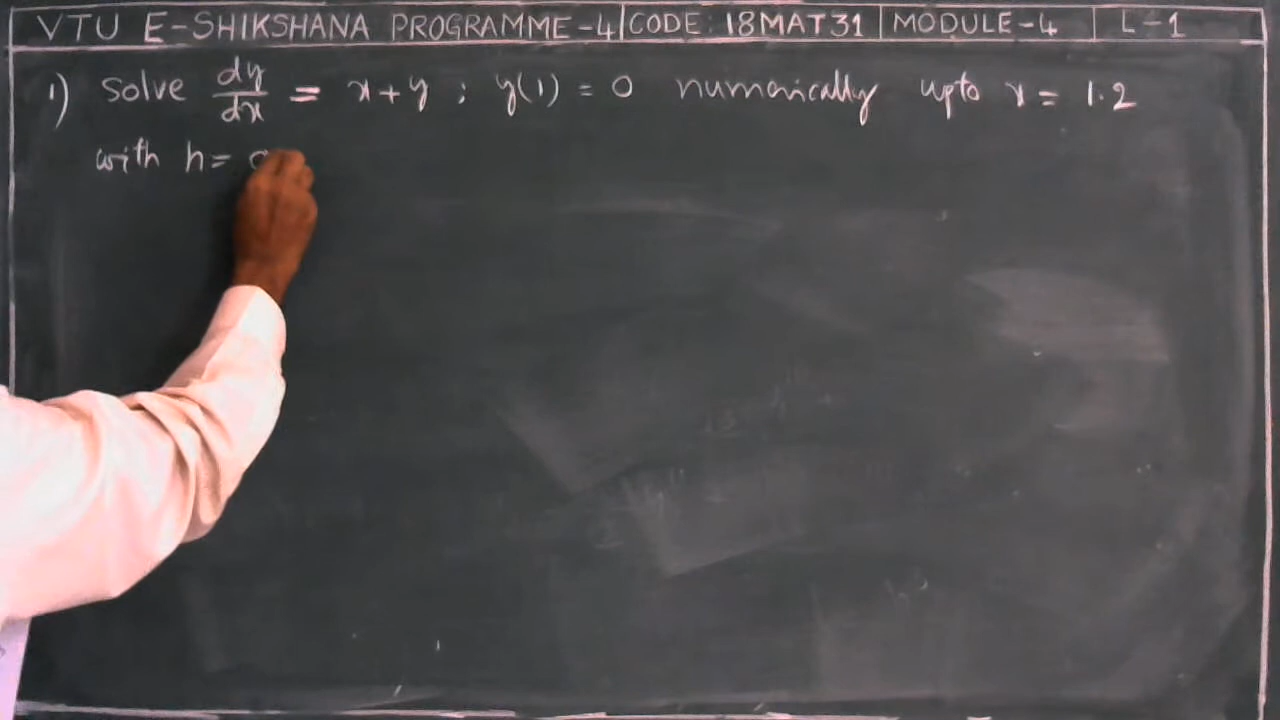 VTU E-SHIKSHANA PROGRAMME-4 | CODE: 18MAT31 | MODULE-4 | L-1
1) Solve dy/dx = x+y ; y(1) = 0 numerically upto x = 1.2
with h= 0